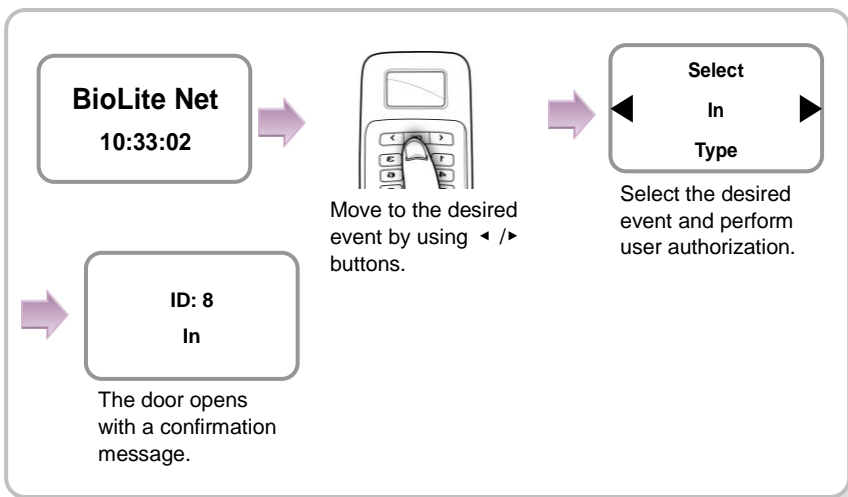 BioLite Net
10:33:02
Move to the desired
event by using ◄ /►
buttons.
Select
In
Type
Select the desired
event and perform
user authorization.
ID: 8
In
The door opens
with a confirmation
message.